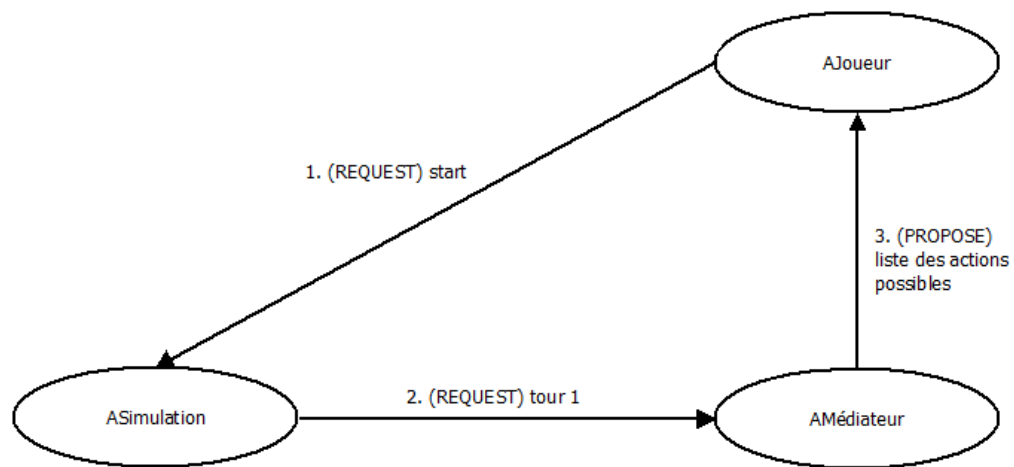 AJoueur
1. (REQUEST) start
3. (PROPOSE)
liste des actions
possibles
2. (REQUEST) tour 1
ASimulation
AMédiateur